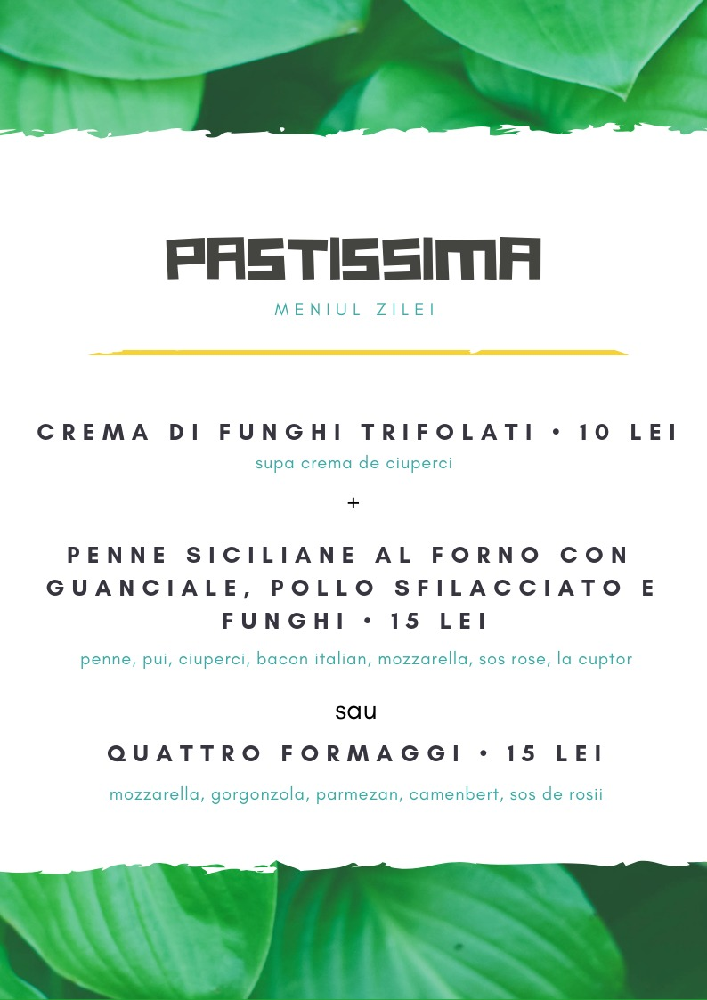 PASTISSIMA
MENIUL ZILEI
CREMA DI FUNGHI TRIFOLATI • 10 LEI
supa crema de ciuperci
+
PENNE SICILIANE AL FORNO CON
GUANCIALE, POLLO SFILACCIATO E
FUNGHI • 15 LEI
penne, pui, ciuperci, bacon italian, mozzarella, sos rose, la cuptor
sau
QUATTRO FORMAGGI • 15 LEI
mozzarella, gorgonzola, parmezan, camenbert, sos de rosii